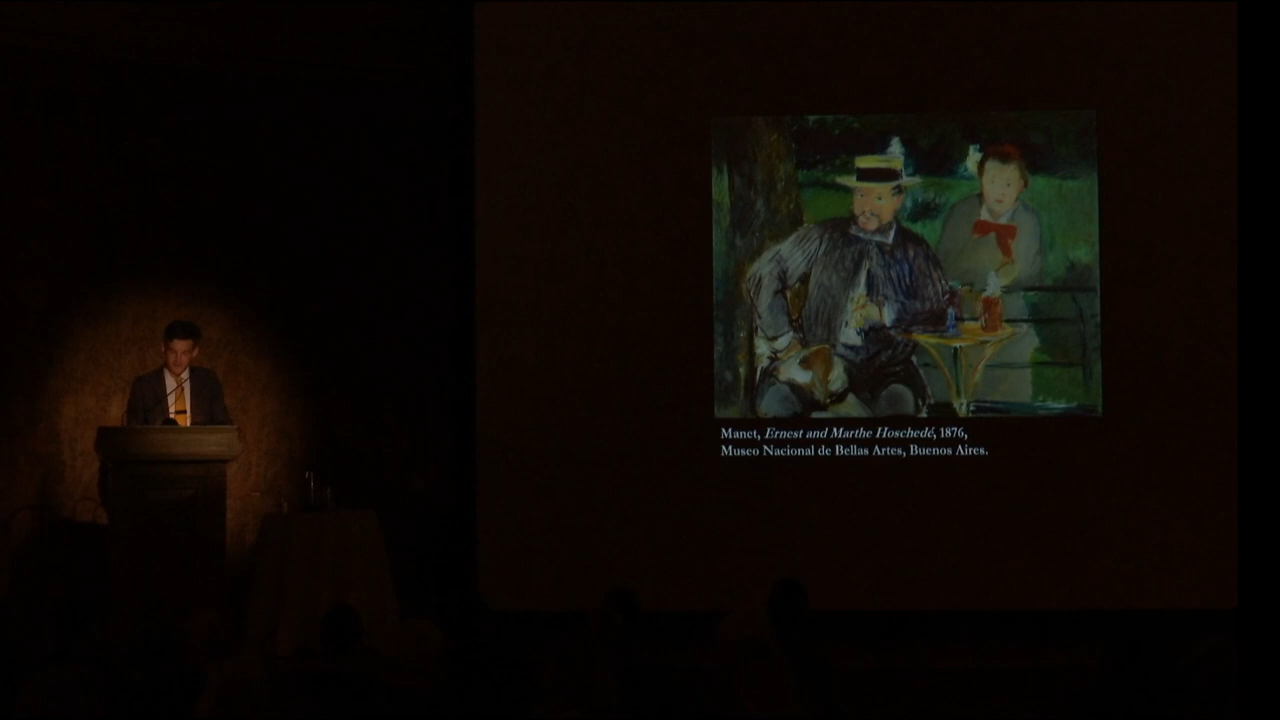 Manet, Ernest and Marthe Hoschedé, 1876,
Museo Nacional de Bellas Artes, Buenos Aires.